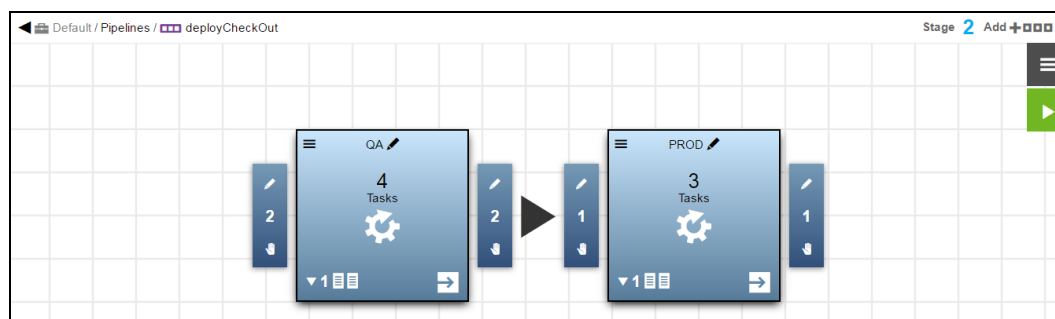 Default / Pipelines / deployCheckOut
Stage 2 Add
QA
4
Tasks
2
2
1
PROD
3
Tasks
1
1
1